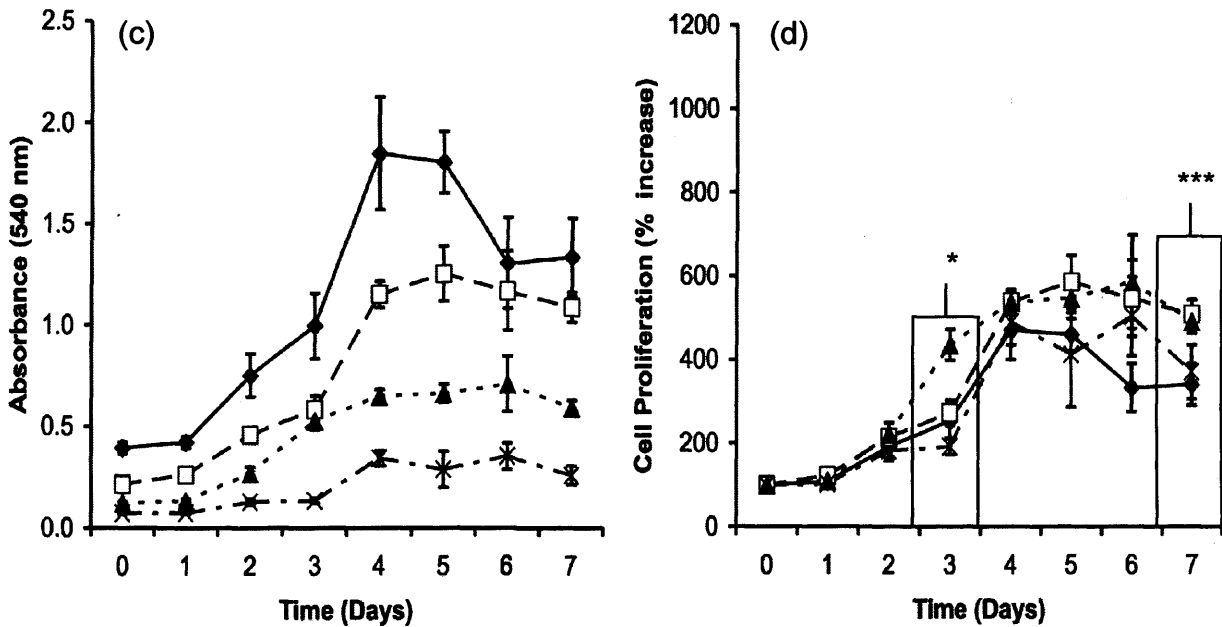 (c)
Absorbance (540 nm)
2.5
2.0
1.5
1.0
0.5
0.0
0 1 2 3 4 5 6 7
Time (Days)
(d)
Cell Proliferation (% increase)
1200
1000
800
600
400
200
0
*
***
0 1 2 3 4 5 6 7
Time (Days)